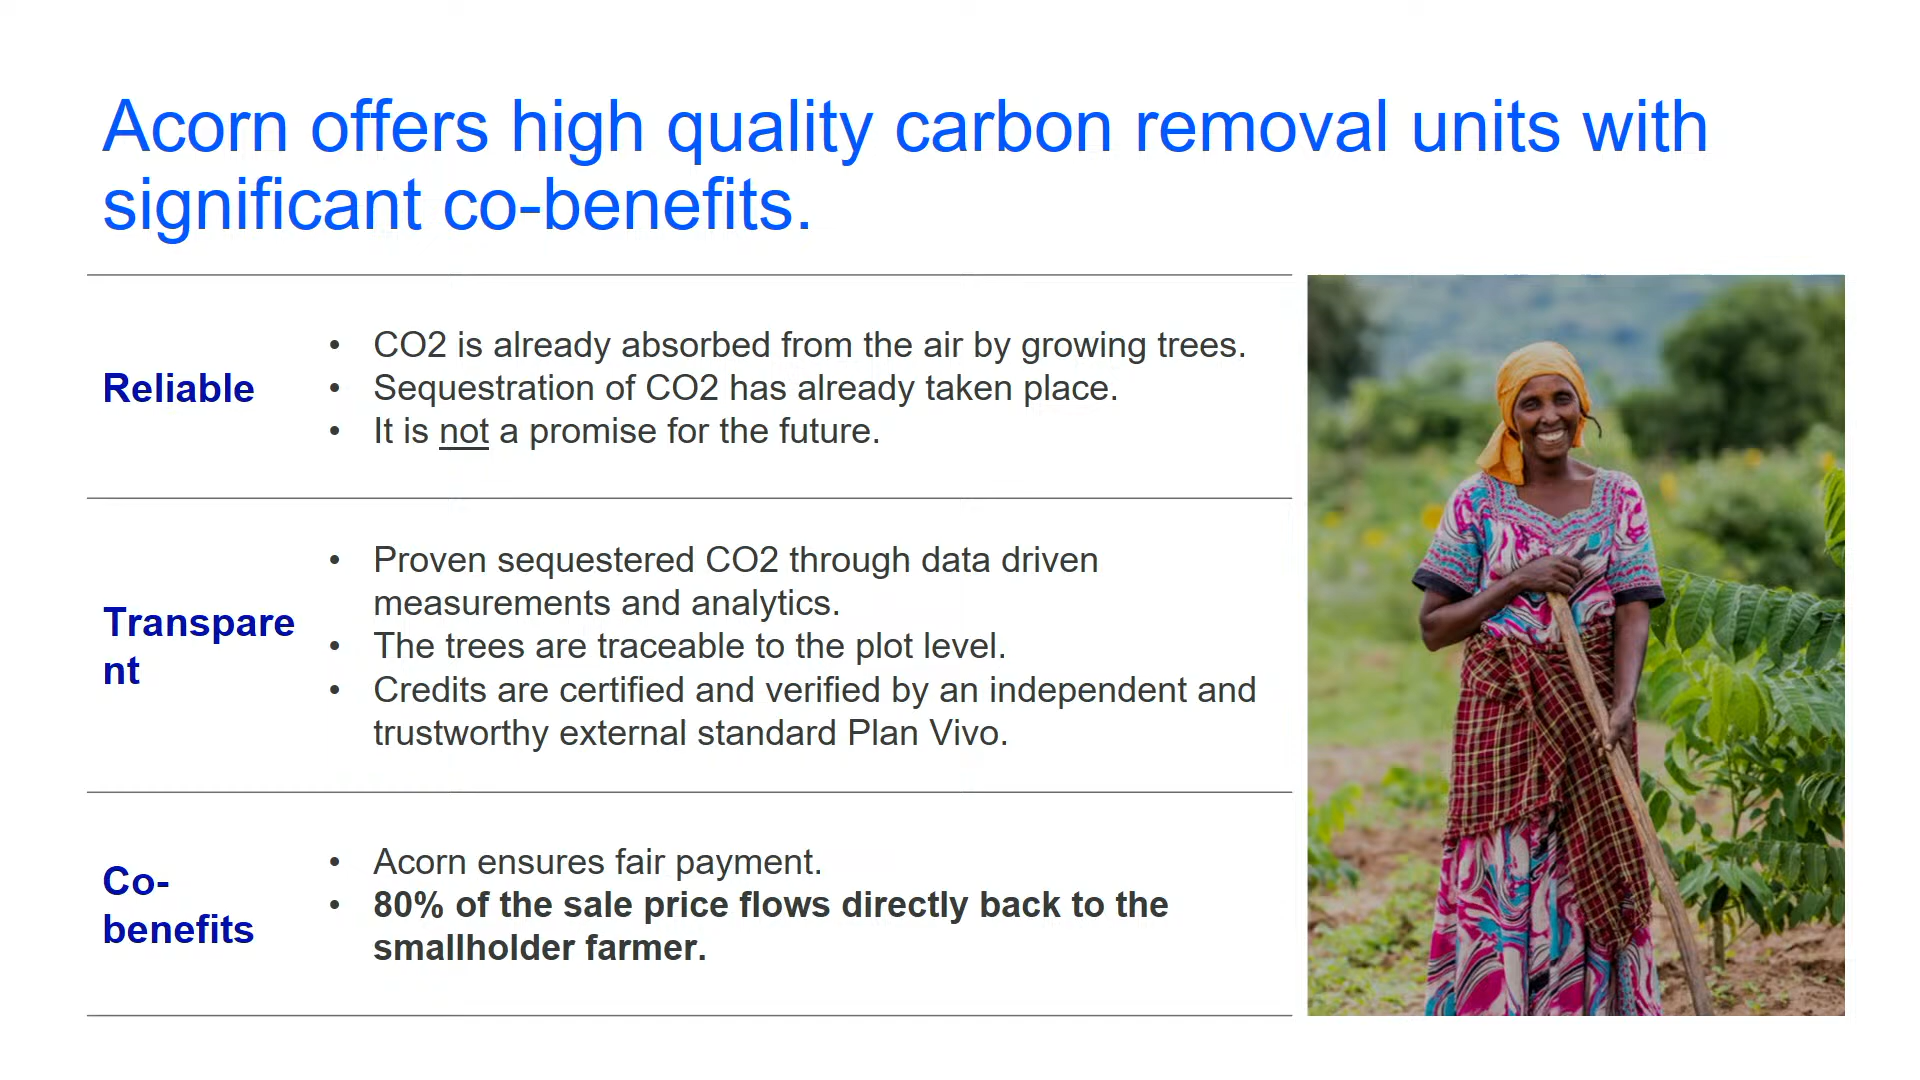 Acorn offers high quality carbon removal units with
significant co-benefits.
Reliable
• CO2 is already absorbed from the air by growing trees.
• Sequestration of CO2 has already taken place.
• It is not a promise for the future.
Transpare
nt
• Proven sequestered CO2 through data driven
measurements and analytics.
• The trees are traceable to the plot level.
• Credits are certified and verified by an independent and
trustworthy external standard Plan Vivo.
Co-
benefits
• Acorn ensures fair payment.
• 80% of the sale price flows directly back to the
smallholder farmer.